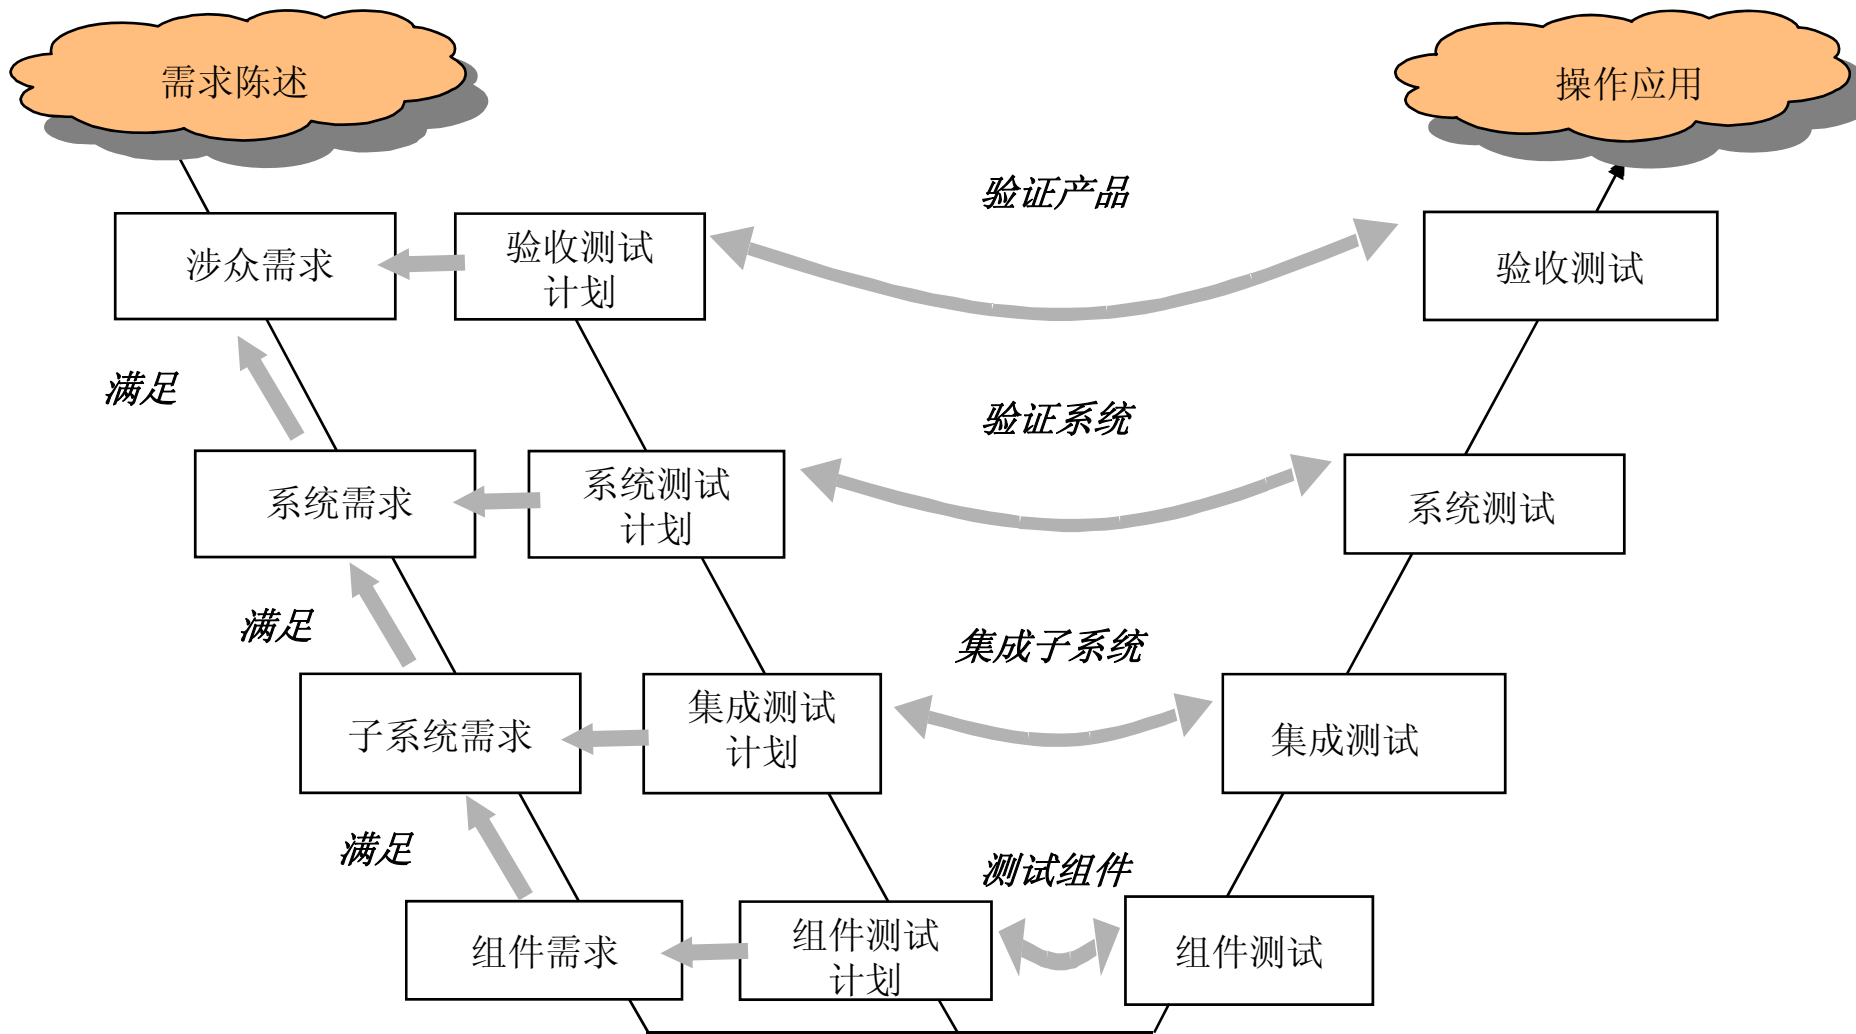 需求陈述
操作应用
验证产品
涉众需求
验收测试
计划
验收测试
满足
验证系统
系统需求
系统测试
计划
系统测试
满足
集成子系统
子系统需求
集成测试
计划
集成测试
满足
测试组件
组件需求
组件测试
计划
组件测试